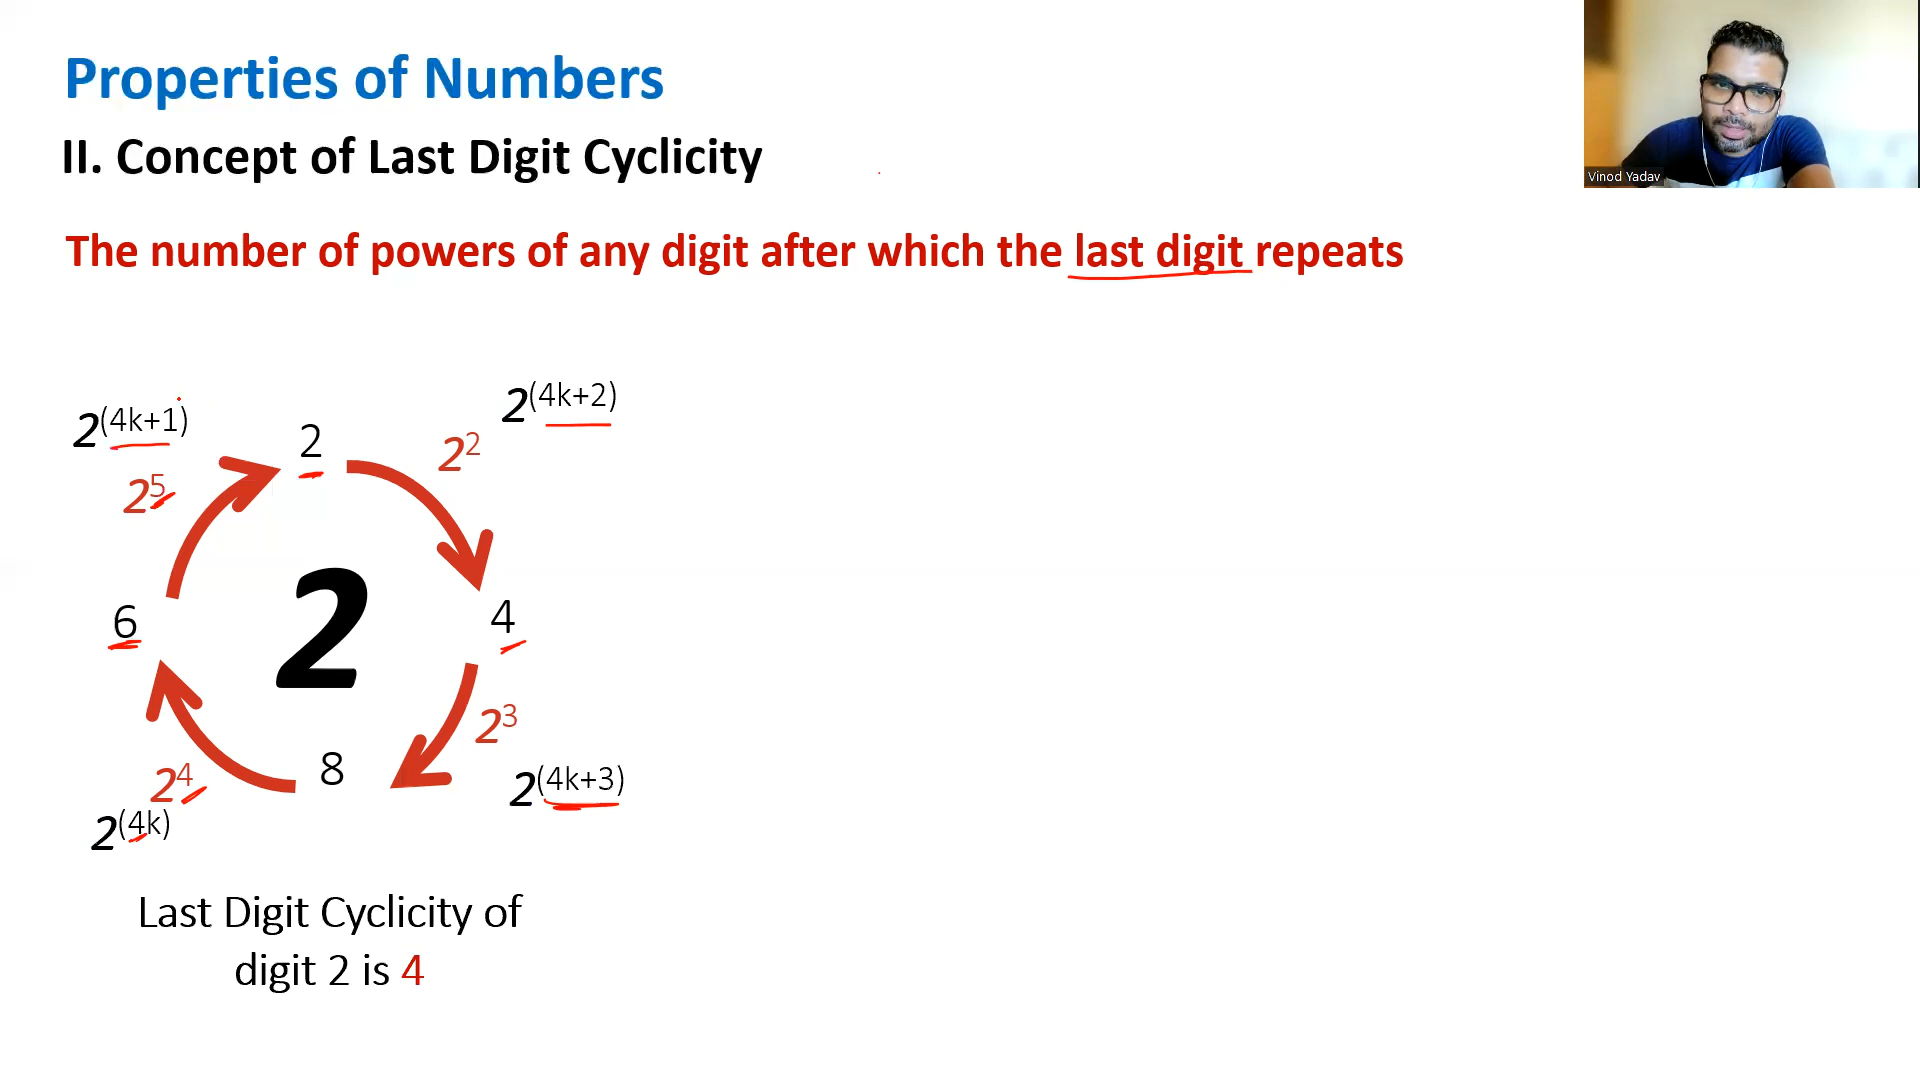 Properties of Numbers
II. Concept of Last Digit Cyclicity
Vinod Yadav
The number of powers of any digit after which the last digit repeats
2^(4k+1)
2^(4k+2)
2
2^2
2^5
2
6
4
2^3
8
2^4
2^(4k+3)
2^(4k)
Last Digit Cyclicity of
digit 2 is 4